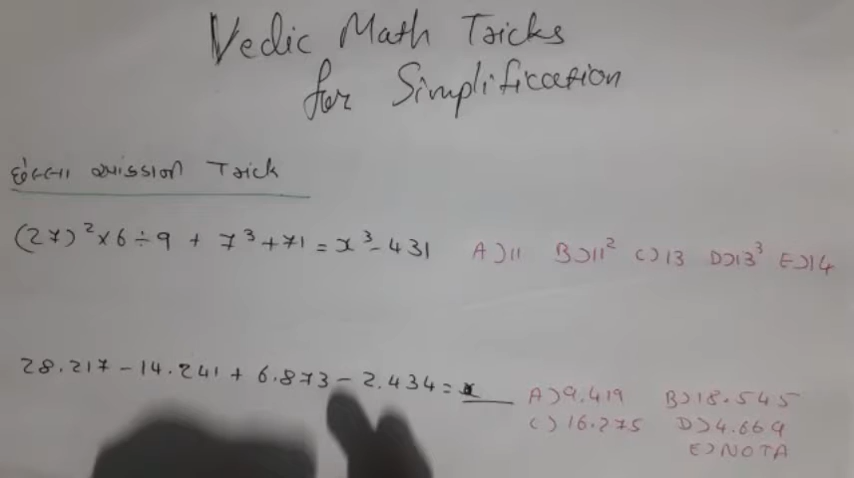 Vedic Math Tricks
for Simplification
omission Trick
(27)² × 6 ÷ 9 + 7³ + 71 = x³ - 431 A) 11 B) 11² C) 13 D) 13³ E) 14
28.217 - 14.241 + 6.873 - 2.434 = A) 9.419 B) 18.545
C) 16.275 D) 4.669
E) NOTA